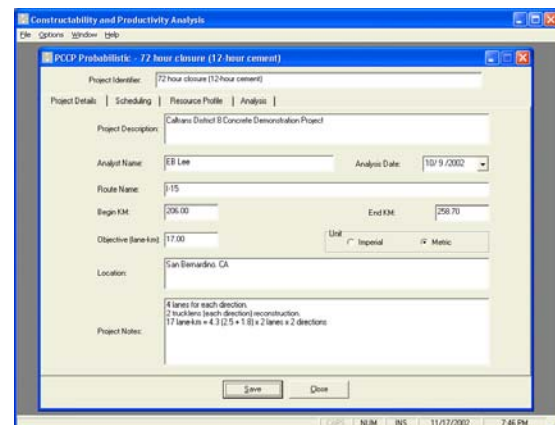 Constructability and Productivity Analysis
File Options Window Help
PCCP Probabilistic - 72 hour closure (12-hour cement)
Project Identifier: 72 hour closure (12-hour cement)
Project Details | Scheduling | Resource Profile | Analysis |
Project Description: Caltrans District 8 Concrete Demonstration Project
Analyst Name: EB Lee Analysis Date: 10/ 9 /2002
Route Name: I-15
Begin KM: 206.00 End KM: 258.70
Objective (lane-km): 17.00 Unit Imperial Metric
Location: San Bernardino, CA
4 lanes for each direction.
2 trucklens (each direction) reconstruction.
17 lane-km = 4.3 (2.5 + 1.8) x 2 lanes x 2 directions
Project Notes:
Save Close
CAPS NUM INS 11/17/2002 7:46 PM